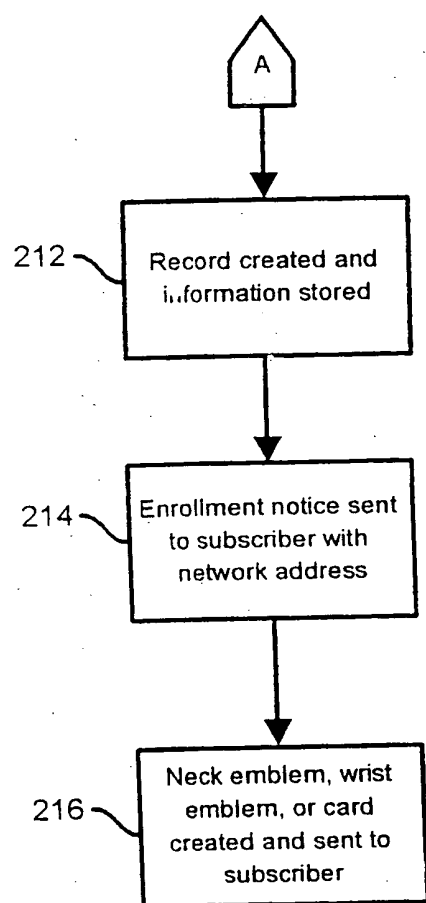 A
212
Record created and
information stored
214
Enrollment notice sent
to subscriber with
network address
216
Neck emblem, wrist
emblem, or card
created and sent to
subscriber